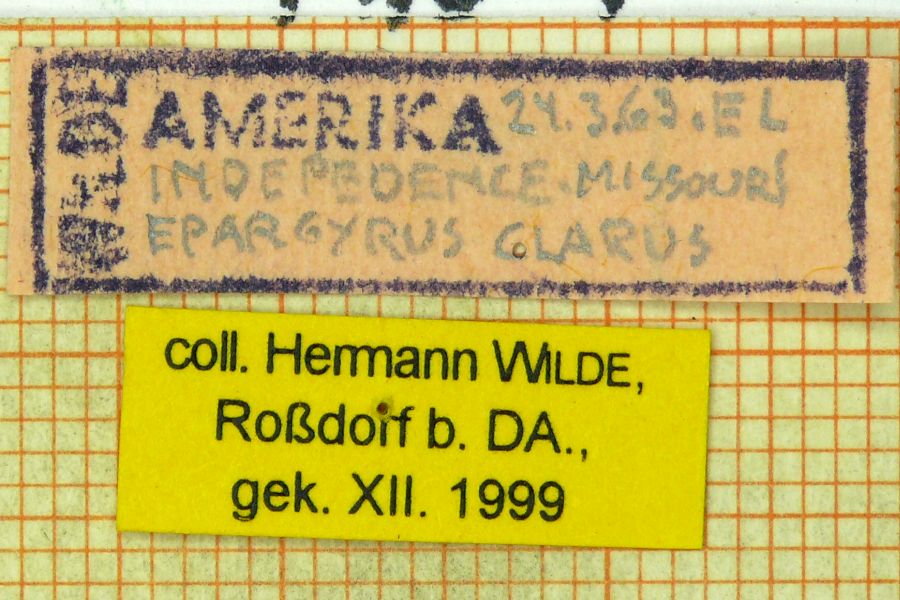 WILDE
AMERIKA 24.3.63.EL
INDEPEDENCE.MISSOURI
EPARGYRUS CLARUS
coll. Hermann WILDE,
Roßdorf b. DA.,
gek. XII. 1999